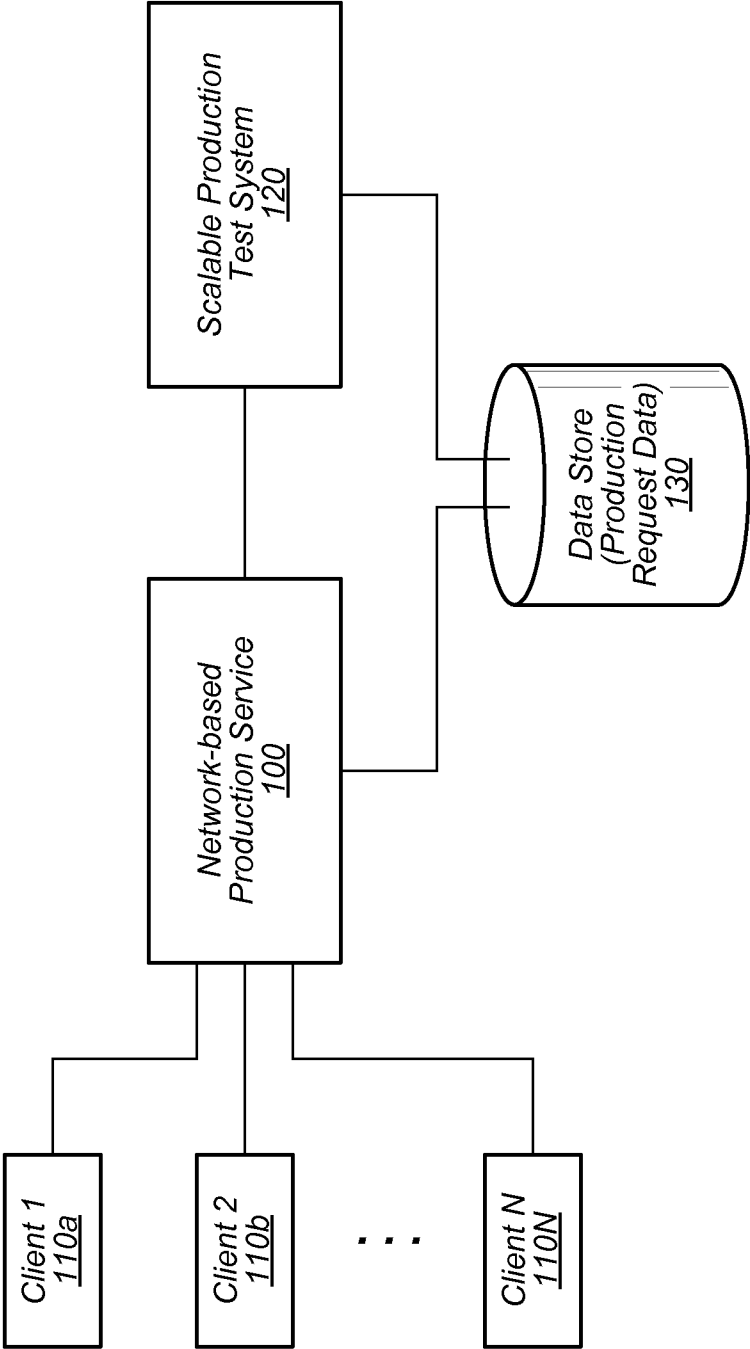 Client 1
110a
Client 2
110b
. . .
Client N
110N
Network-based
Production Service
100
Scalable Production
Test System
120
Data Store
(Production
Request Data)
130